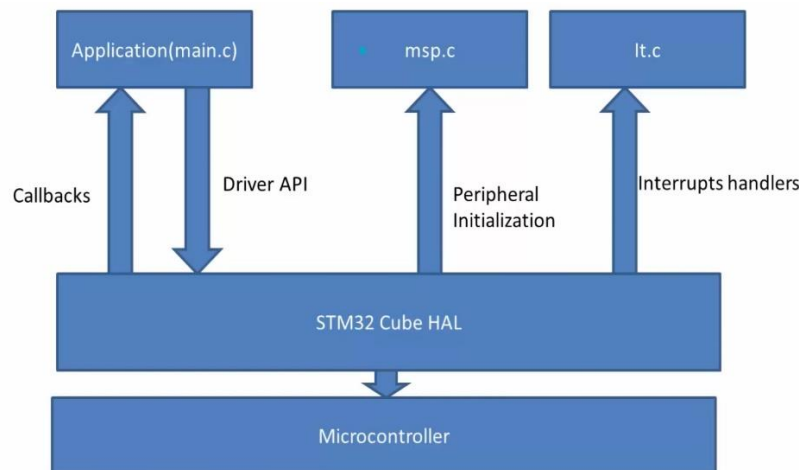 Application(main.c)
msp.c
It.c
Callbacks
Driver API
Peripheral
Initialization
Interrupts handlers
STM32 Cube HAL
Microcontroller